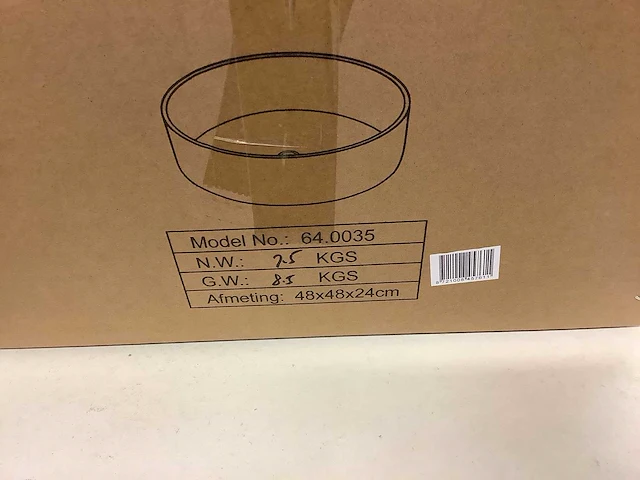 Model No.: 64.0035
N.W.: 7.5 KGS
G.W.: 8.5 KGS
Afmeting: 48x48x24cm